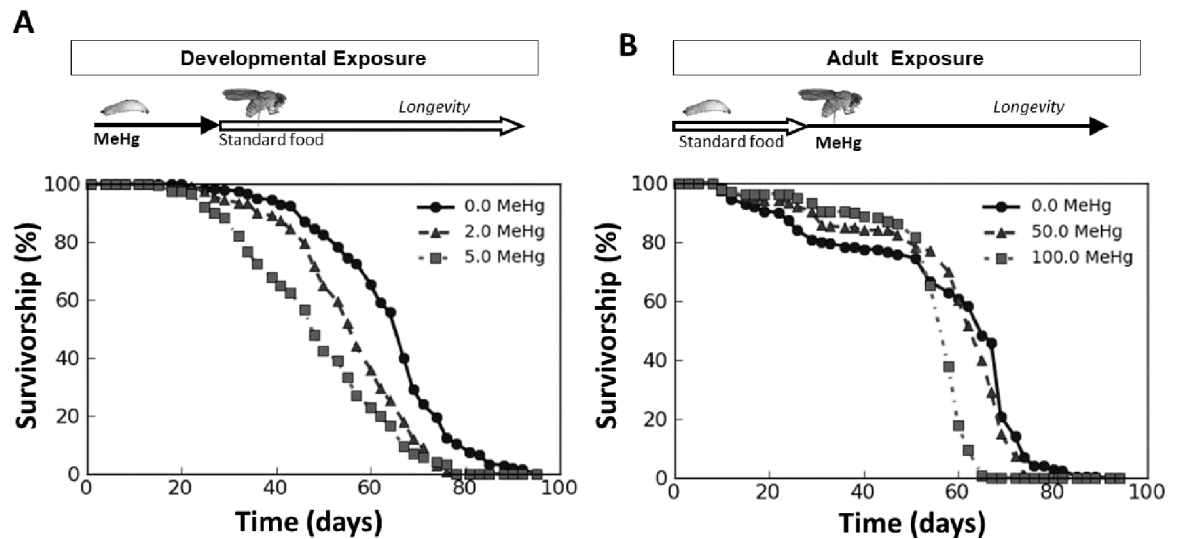 A
Developmental Exposure
Longevity
MeHg
Standard food
100
80
60
40
20
0
Survivorship (%)
0.0 MeHg
2.0 MeHg
5.0 MeHg
0 20 40 60 80 100
Time (days)
B
Adult Exposure
Longevity
Standard food
MeHg
100
80
60
40
20
0
Survivorship (%)
0.0 MeHg
50.0 MeHg
100.0 MeHg
0 20 40 60 80 100
Time (days)